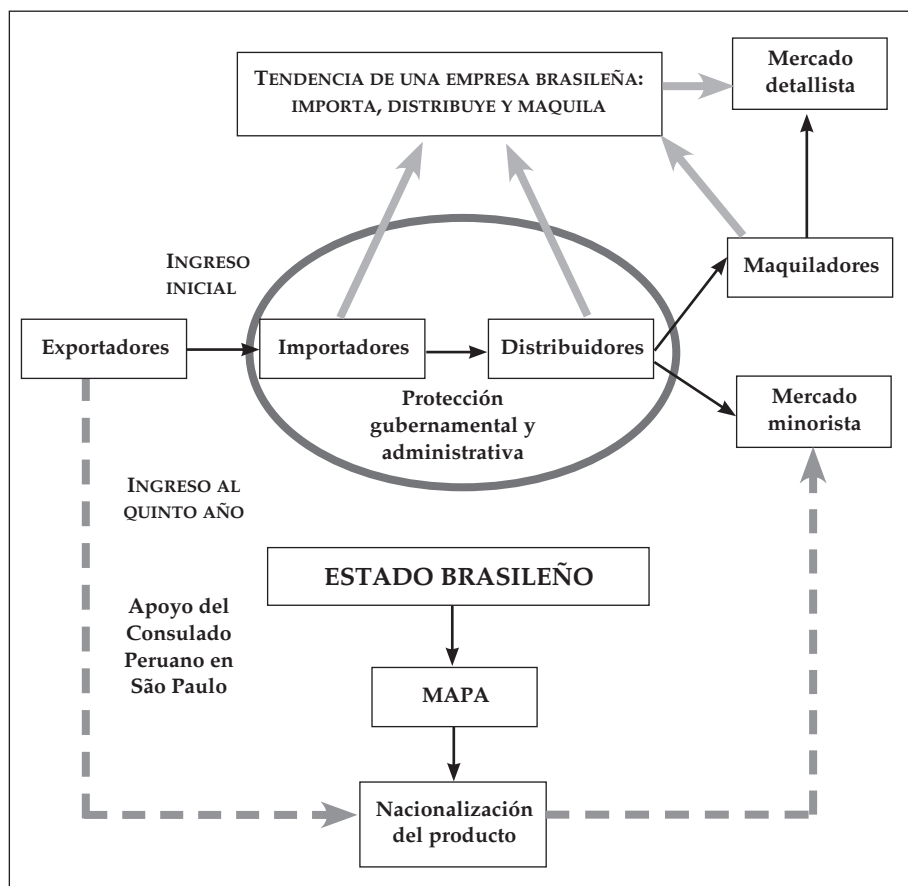 TENDENCIA DE UNA EMPRESA BRASILEÑA:
IMPORTA, DISTRIBUYE Y MAQUILA
Mercado
detallista
INGRESO
INICIAL
Maquiladores
Exportadores
Importadores
Distribuidores
Protección
gubernamental y
administrativa
Mercado
minorista
INGRESO AL
QUINTO AÑO
ESTADO BRASILEÑO
Apoyo del
Consulado
Peruano en
São Paulo
MAPA
Nacionalización
del producto